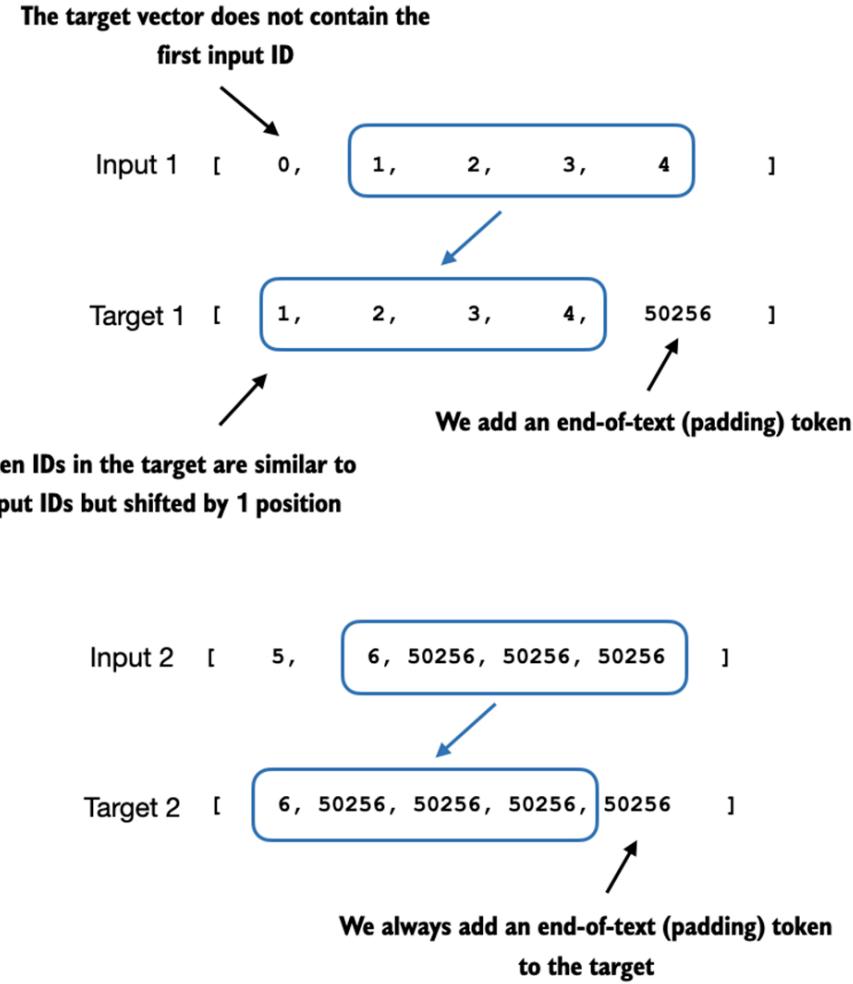 The target vector does not contain the
first input ID
Input 1 [ 0, 1, 2, 3, 4 ]
Target 1 [ 1, 2, 3, 4, 50256 ]
We add an end-of-text (padding) token
en IDs in the target are similar to
put IDs but shifted by 1 position
Input 2 [ 5, 6, 50256, 50256, 50256 ]
Target 2 [ 6, 50256, 50256, 50256, 50256 ]
We always add an end-of-text (padding) token
to the target